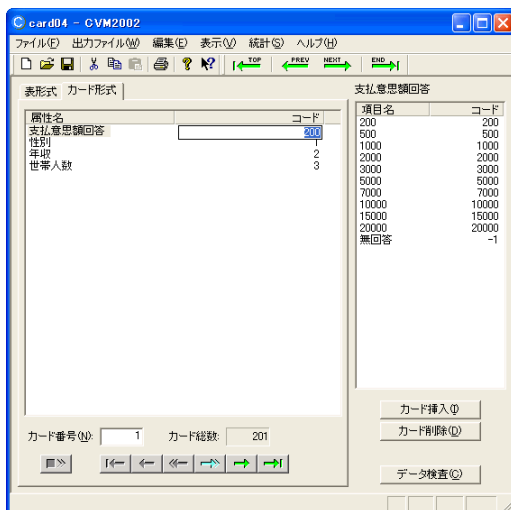 card04 - CVM2002
ファイル(F) 出力ファイル(W) 編集(E) 表示(V) 統計(S) ヘルプ(H)
TOP PREV NEXT END
表形式 カード形式
支払意思額回答
属性名 コード
支払意思額回答 200
性別 1
年収 2
世帯人数 3
項目名 コード
200 200
500 500
1000 1000
2000 2000
3000 3000
5000 5000
7000 7000
10000 10000
15000 15000
20000 20000
無回答 -1
カード挿入(I)
カード番号(N): 1 カード総数: 201
カード削除(D)
データ検査(C)